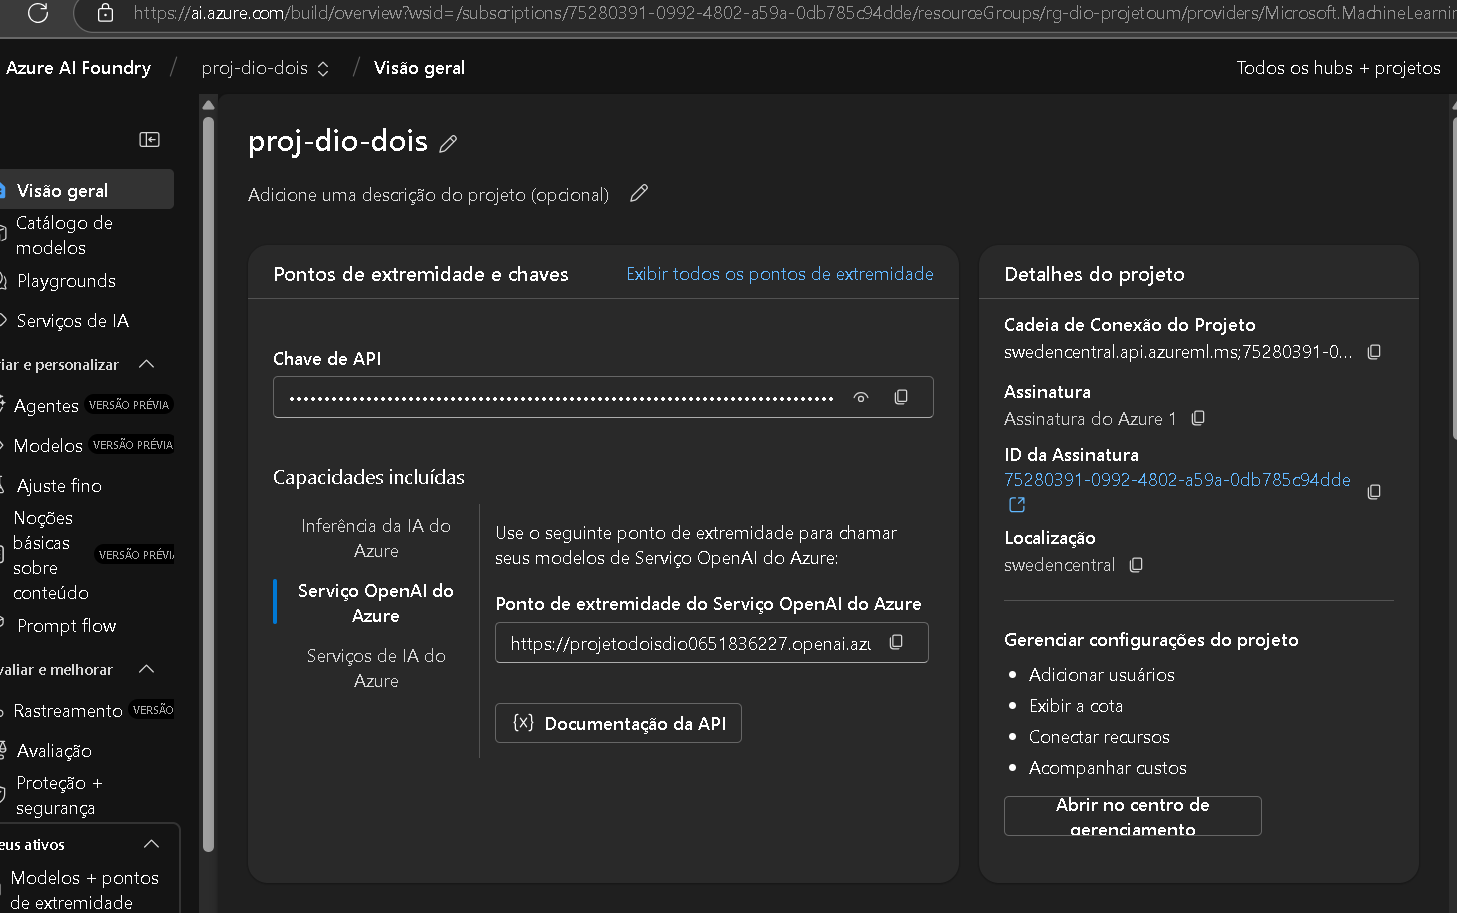 https://ai.azure.com/build/overview?wsid=/subscriptions/75280391-0992-4802-a59a-0db785c94dde/resourceGroups/rg-dio-projetoum/providers/Microsoft.MachineLearnin
Azure AI Foundry / proj-dio-dois / Visão geral
Todos os hubs + projetos
Visão geral
Catálogo de
modelos
Playgrounds
Serviços de IA
iar e personalizar
Agentes VERSÃO PRÉVIA
Modelos VERSÃO PRÉVIA
Ajuste fino
Noções
básicas
sobre
conteúdo
VERSÃO PRÉVI
Prompt flow
valiar e melhorar
Rastreamento VERSÃO
Avaliação
Proteção +
segurança
eus ativos
Modelos + pontos
de extremidade
proj-dio-dois
Adicione uma descrição do projeto (opcional)
Pontos de extremidade e chaves
Exibir todos os pontos de extremidade
Chave de API
Capacidades incluídas
Inferência da IA do
Azure
Serviço OpenAI do
Azure
Serviços de IA do
Azure
Use o seguinte ponto de extremidade para chamar
seus modelos de Serviço OpenAI do Azure:
Ponto de extremidade do Serviço OpenAI do Azure
https://projetodoisdio0651836227.openai.azu
{x} Documentação da API
Detalhes do projeto
Cadeia de Conexão do Projeto
swedencentral.api.azureml.ms;75280391-0...
Assinatura
Assinatura do Azure 1
ID da Assinatura
75280391-0992-4802-a59a-0db785c94dde
Localização
swedencentral
Gerenciar configurações do projeto
• Adicionar usuários
• Exibir a cota
• Conectar recursos
• Acompanhar custos
Abrir no centro de
gerenciamento